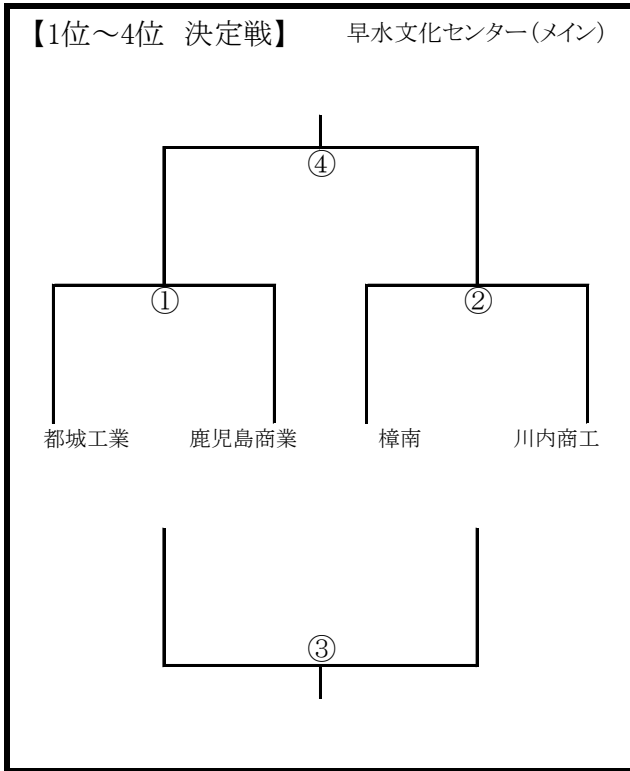 【1位～4位 決定戦】 早水文化センター(メイン)
④
① ②
都城工業 鹿児島商業 樟南 川内商工
③